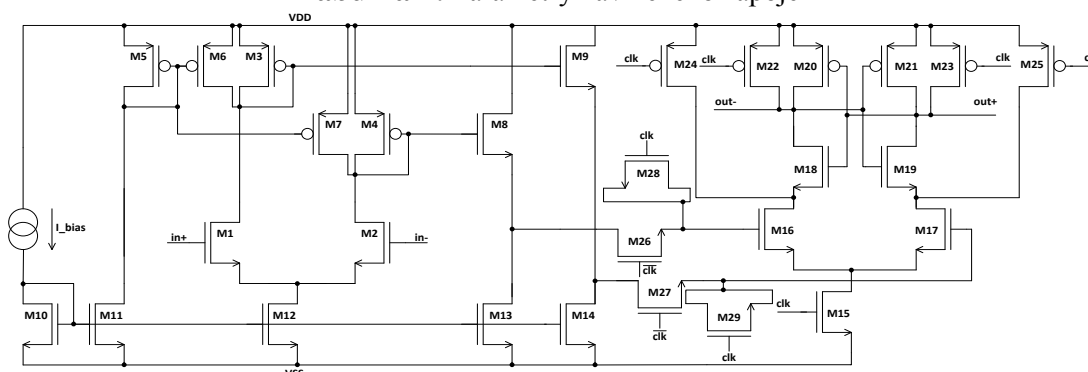 VDD
M5
M6
M3
M9
clk
M24
clk
M22
M20
M21
M23
clk
M25
out-
out+
M7
M4
M8
clk
M28
M18
M19
I_bias
in+
M1
M2
in-
M26
clk
M16
M17
M27
clk
M29
clk
clk
M15
M10
M11
M12
M13
M14